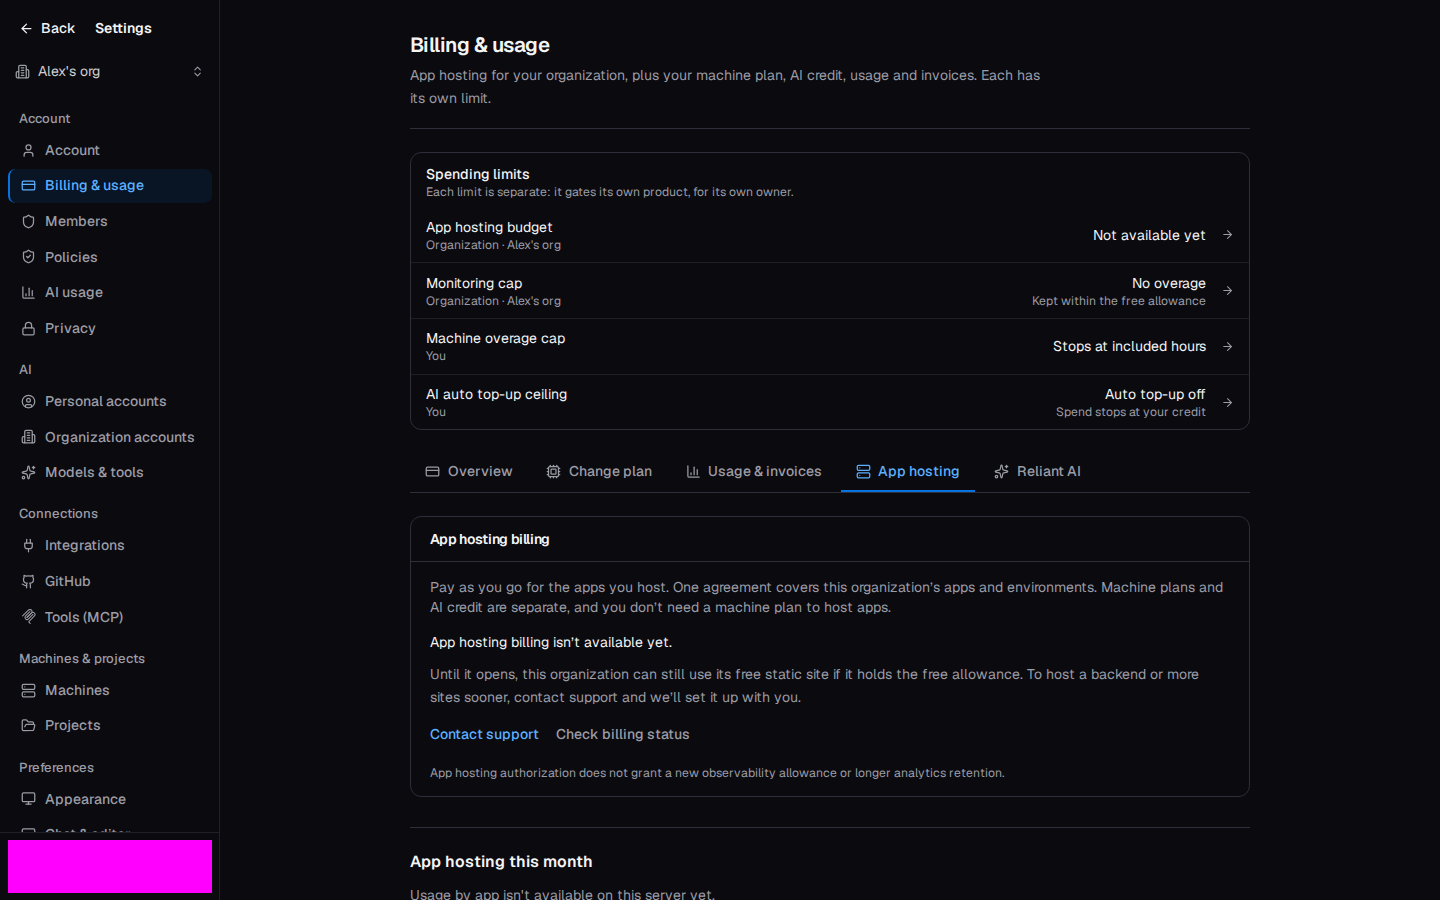 Back Settings
Alex's org
Account
Account
Billing & usage
Members
Policies
AI usage
Privacy
AI
Personal accounts
Organization accounts
Models & tools
Connections
Integrations
GitHub
Tools (MCP)
Machines & projects
Machines
Projects
Preferences
Appearance
Chat & editor
Billing & usage
App hosting for your organization, plus your machine plan, AI credit, usage and invoices. Each has
its own limit.
Spending limits
Each limit is separate: it gates its own product, for its own owner.
App hosting budget
Organization · Alex's org
Not available yet
Monitoring cap
Organization · Alex's org
No overage
Kept within the free allowance
Machine overage cap
You
Stops at included hours
AI auto top-up ceiling
You
Auto top-up off
Spend stops at your credit
Overview Change plan Usage & invoices App hosting Reliant AI
App hosting billing
Pay as you go for the apps you host. One agreement covers this organization's apps and environments. Machine plans and
AI credit are separate, and you don't need a machine plan to host apps.
App hosting billing isn't available yet.
Until it opens, this organization can still use its free static site if it holds the free allowance. To host a backend or more
sites sooner, contact support and we'll set it up with you.
Contact support Check billing status
App hosting authorization does not grant a new observability allowance or longer analytics retention.
App hosting this month
Usage by app isn't available on this server yet.